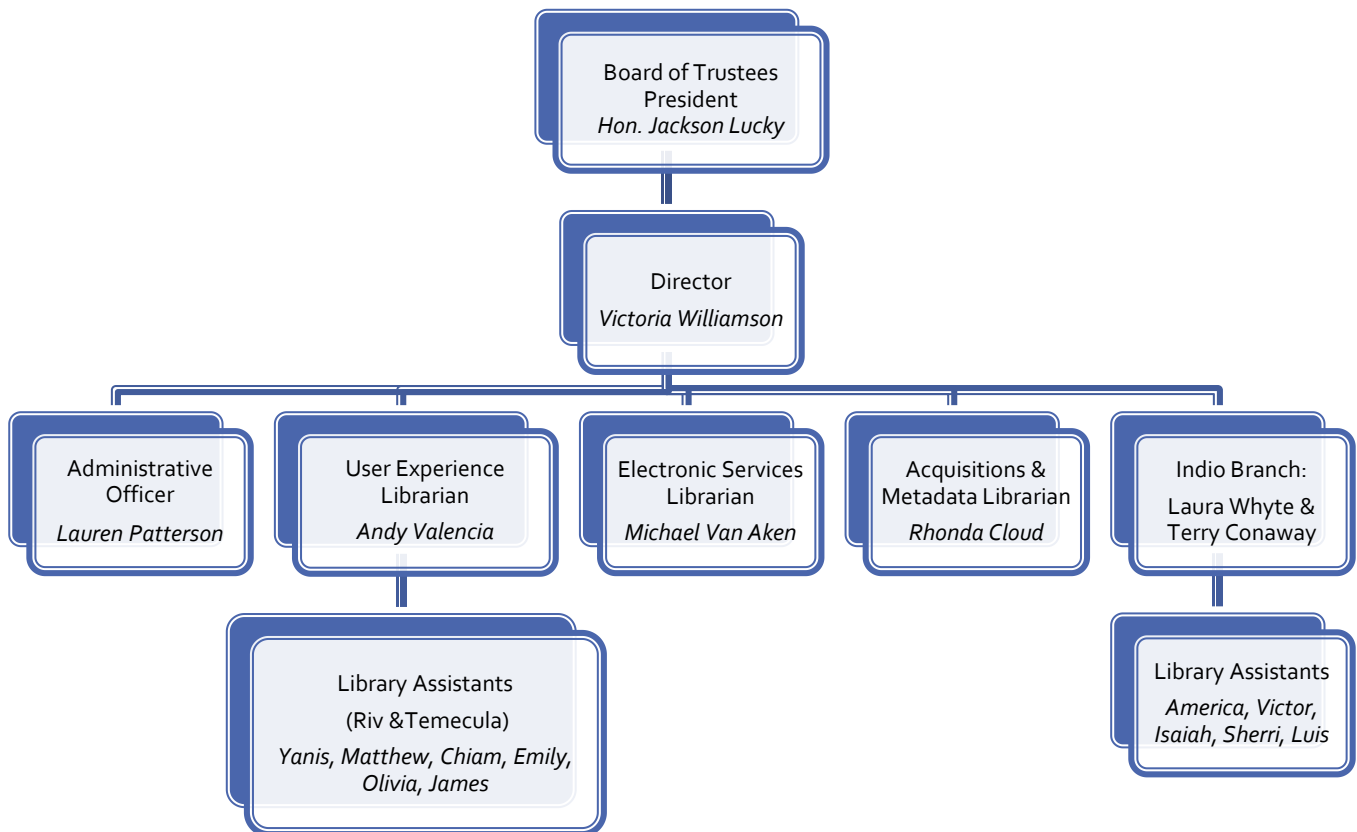 Board of Trustees
President
Hon. Jackson Lucky
Director
Victoria Williamson
Administrative
Officer
Lauren Patterson
User Experience
Librarian
Andy Valencia
Electronic Services
Librarian
Michael Van Aken
Acquisitions &
Metadata Librarian
Rhonda Cloud
Indio Branch:
Laura Whyte &
Terry Conaway
Library Assistants
(Riv &Temecula)
Yanis, Matthew, Chiam, Emily,
Olivia, James
Library Assistants
America, Victor,
Isaiah, Sherri, Luis